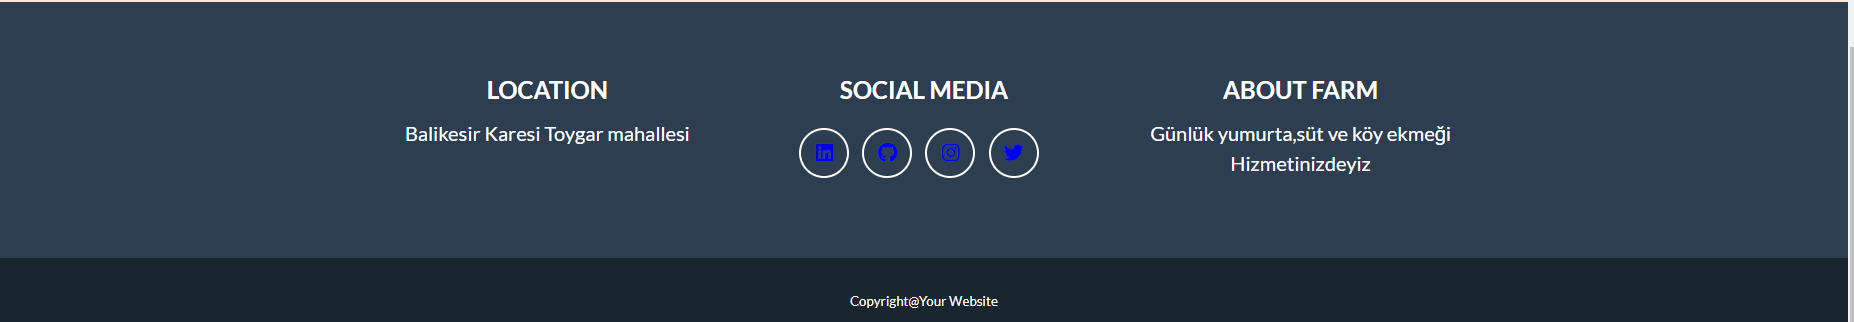 LOCATION
Balikesir Karesi Toygar mahallesi
SOCIAL MEDIA
ABOUT FARM
Günlük yumurta,süt ve köy ekmeği
Hizmetinizdeyiz
Copyright@Your Website